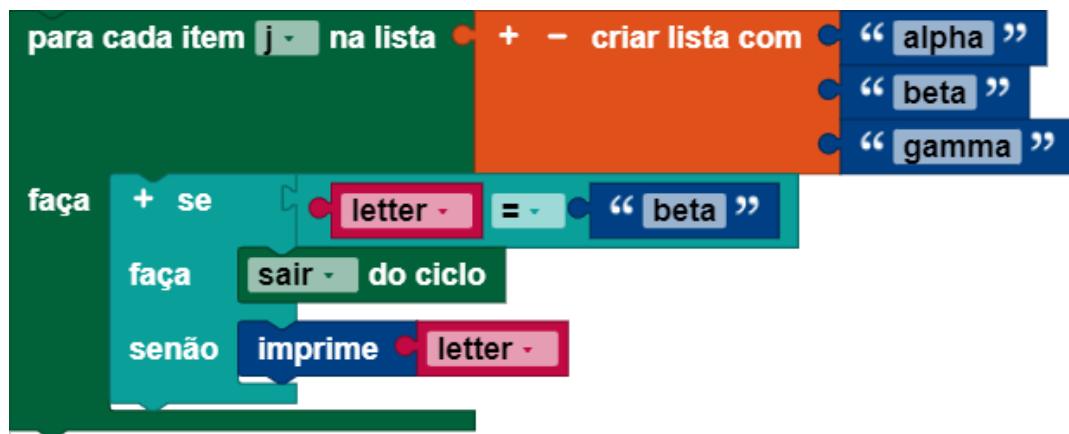 para cada item j na lista + - criar lista com “ alpha ”
“ beta ”
“ gamma ”
faça + se letter = “ beta ”
faça sair do ciclo
senão imprime letter